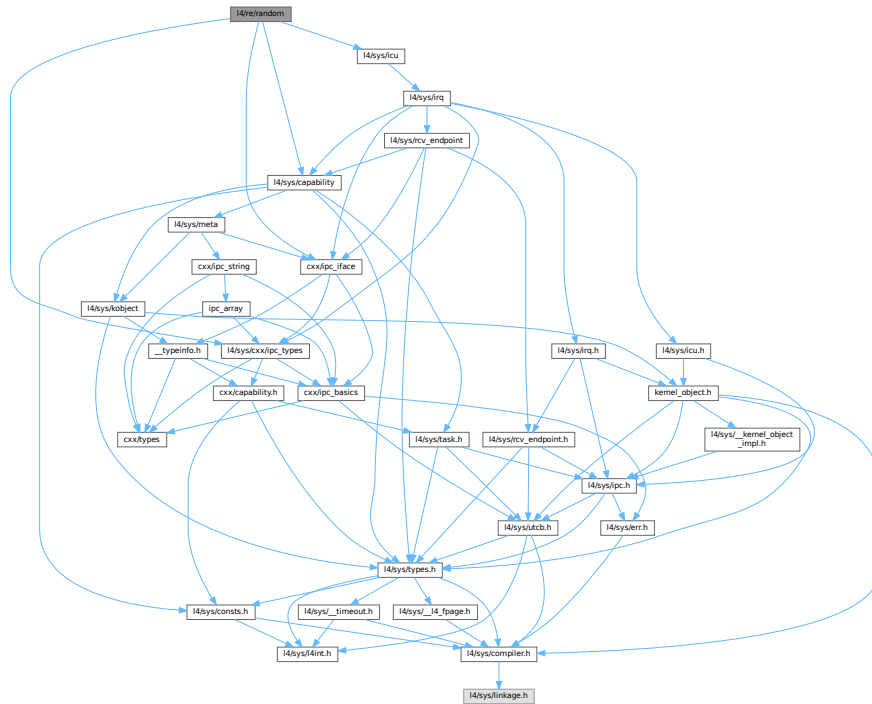 l4/re/random
l4/sys/icu
l4/sys/irq
l4/sys/rcv_endpoint
l4/sys/capability
l4/sys/meta
cxx/ipc_string
cxx/ipc_iface
l4/sys/kobject
ipc_array
__typeinfo.h
l4/sys/cxx/ipc_types
l4/sys/irq.h
l4/sys/icu.h
cxx/capability.h
cxx/ipc_basics
kernel_object.h
cxx/types
l4/sys/task.h
l4/sys/rcv_endpoint.h
l4/sys/__kernel_object
_impl.h
l4/sys/ipc.h
l4/sys/utcb.h
l4/sys/err.h
l4/sys/types.h
l4/sys/consts.h
l4/sys/__timeout.h
l4/sys/__l4_fpage.h
l4/sys/l4int.h
l4/sys/compiler.h
l4/sys/linkage.h